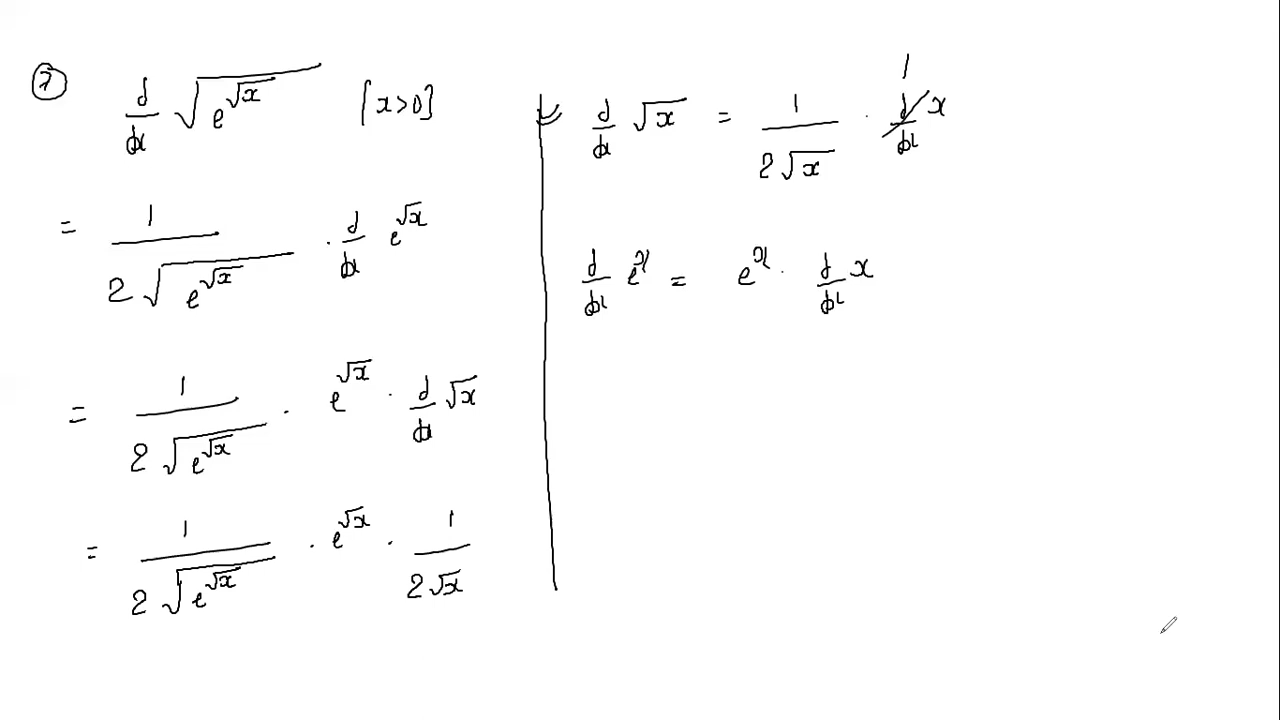 ⑦ d/dx √(e^√x) [x>0]
= 1/(2√(e^√x)) · d/dx e^√x
= 1/(2√(e^√x)) · e^√x · d/dx √x
= 1/(2√(e^√x)) · e^√x · 1/(2√x)
d/dx √x = 1/(2√x) · d/dx x 1
d/dx e^x = e^x · d/dx x